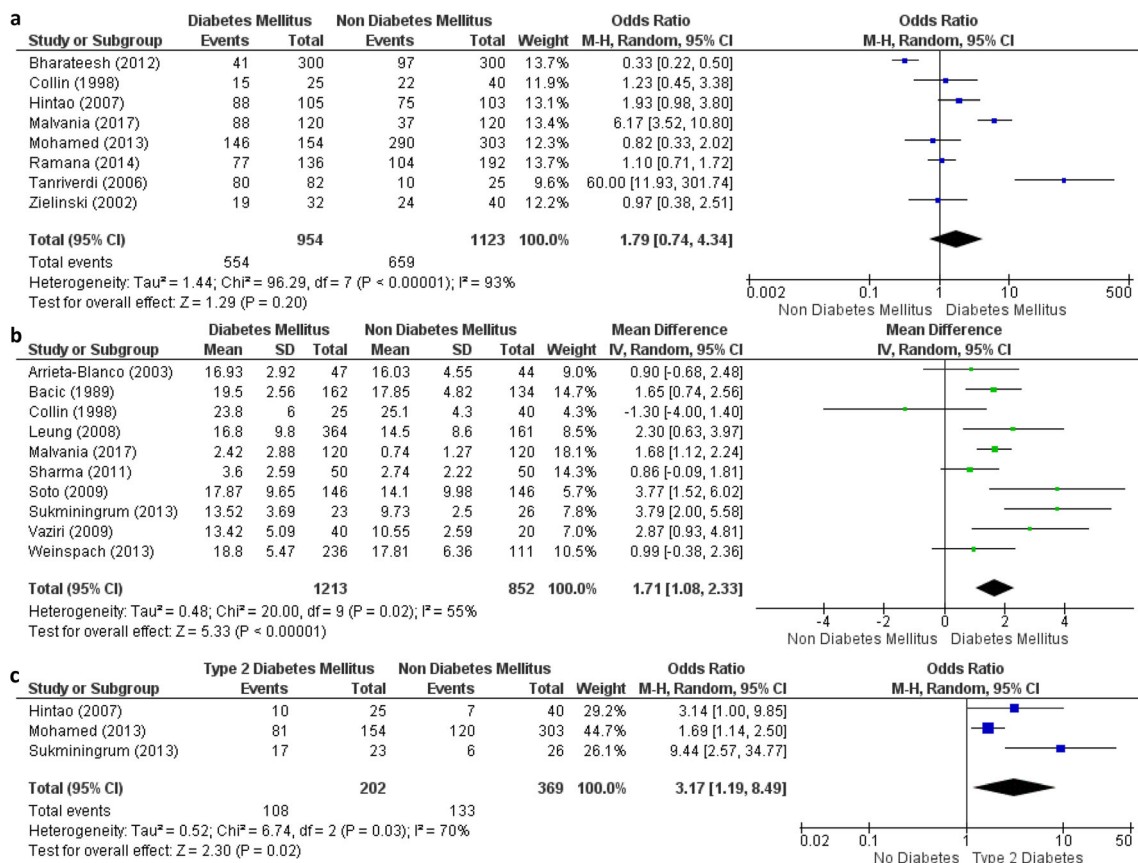 a
Diabetes Mellitus Non Diabetes Mellitus Odds Ratio Odds Ratio
Study or Subgroup Events Total Events Total Weight M-H, Random, 95% CI M-H, Random, 95% CI
Bharateesh (2012) 41 300 97 300 13.7% 0.33 [0.22, 0.50]
Collin (1998) 15 25 22 40 11.9% 1.23 [0.45, 3.38]
Hintao (2007) 88 105 75 103 13.1% 1.93 [0.98, 3.80]
Malvania (2017) 88 120 37 120 13.4% 6.17 [3.52, 10.80]
Mohamed (2013) 146 154 290 303 12.3% 0.82 [0.33, 2.02]
Ramana (2014) 77 136 104 192 13.7% 1.10 [0.71, 1.72]
Tanriverdi (2006) 80 82 10 25 9.6% 60.00 [11.93, 301.74]
Zielinski (2002) 19 32 24 40 12.2% 0.97 [0.38, 2.51]
Total (95% CI) 954 1123 100.0% 1.79 [0.74, 4.34]
Total events 554 659
Heterogeneity: Tau² = 1.44; Chi² = 96.29, df = 7 (P < 0.00001); I² = 93%
Test for overall effect: Z = 1.29 (P = 0.20)
0.002 0.1 1 10 500
Non Diabetes Mellitus Diabetes Mellitus
b
Diabetes Mellitus Non Diabetes Mellitus Mean Difference Mean Difference
Study or Subgroup Mean SD Total Mean SD Total Weight IV, Random, 95% CI IV, Random, 95% CI
Arrieta-Blanco (2003) 16.93 2.92 47 16.03 4.55 44 9.0% 0.90 [-0.68, 2.48]
Bacic (1989) 19.5 2.56 162 17.85 4.82 134 14.7% 1.65 [0.74, 2.56]
Collin (1998) 23.8 6 25 25.1 4.3 40 4.3% -1.30 [-4.00, 1.40]
Leung (2008) 16.8 9.8 364 14.5 8.6 161 8.5% 2.30 [0.63, 3.97]
Malvania (2017) 2.42 2.88 120 0.74 1.27 120 18.1% 1.68 [1.12, 2.24]
Sharma (2011) 3.6 2.59 50 2.74 2.22 50 14.3% 0.86 [-0.09, 1.81]
Soto (2009) 17.87 9.65 146 14.1 9.98 146 5.7% 3.77 [1.52, 6.02]
Sukminingrum (2013) 13.52 3.69 23 9.73 2.5 26 7.8% 3.79 [2.00, 5.58]
Vaziri (2009) 13.42 5.09 40 10.55 2.59 20 7.0% 2.87 [0.93, 4.81]
Weinspach (2013) 18.8 5.47 236 17.81 6.36 111 10.5% 0.99 [-0.38, 2.36]
Total (95% CI) 1213 852 100.0% 1.71 [1.08, 2.33]
Heterogeneity: Tau² = 0.48; Chi² = 20.00, df = 9 (P = 0.02); I² = 55%
Test for overall effect: Z = 5.33 (P < 0.00001)
-4 -2 0 2 4
Non Diabetes Mellitus Diabetes Mellitus
c
Type 2 Diabetes Mellitus Non Diabetes Mellitus Odds Ratio Odds Ratio
Study or Subgroup Events Total Events Total Weight M-H, Random, 95% CI M-H, Random, 95% CI
Hintao (2007) 10 25 7 40 29.2% 3.14 [1.00, 9.85]
Mohamed (2013) 81 154 120 303 44.7% 1.69 [1.14, 2.50]
Sukminingrum (2013) 17 23 6 26 26.1% 9.44 [2.57, 34.77]
Total (95% CI) 202 369 100.0% 3.17 [1.19, 8.49]
Total events 108 133
Heterogeneity: Tau² = 0.52; Chi² = 6.74, df = 2 (P = 0.03); I² = 70%
Test for overall effect: Z = 2.30 (P = 0.02)
0.02 0.1 1 10 50
No Diabetes Type 2 Diabetes